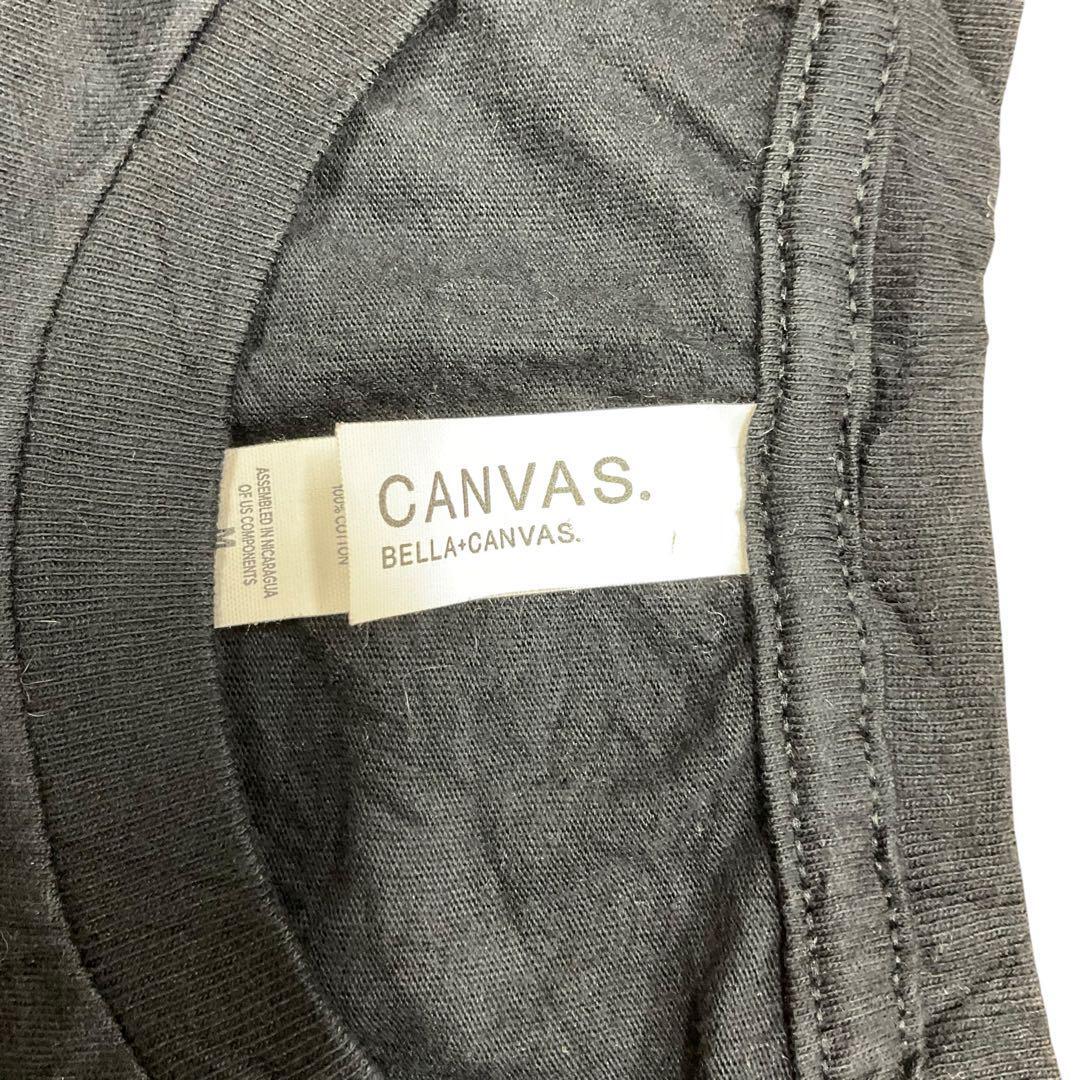 CANVAS.
BELLA+CANVAS.
100% COTTON
M
ASSEMBLED IN NICARAGUA
OF US COMPONENTS